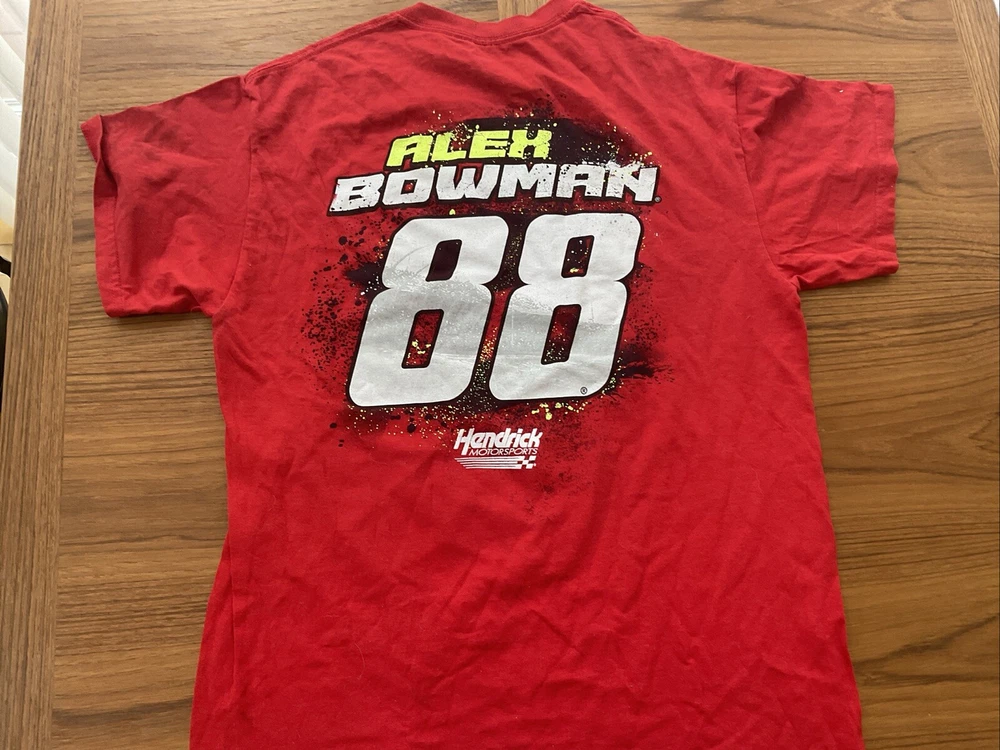 ALEX
BOWMAN
88
Hendrick
MOTORSPORTS